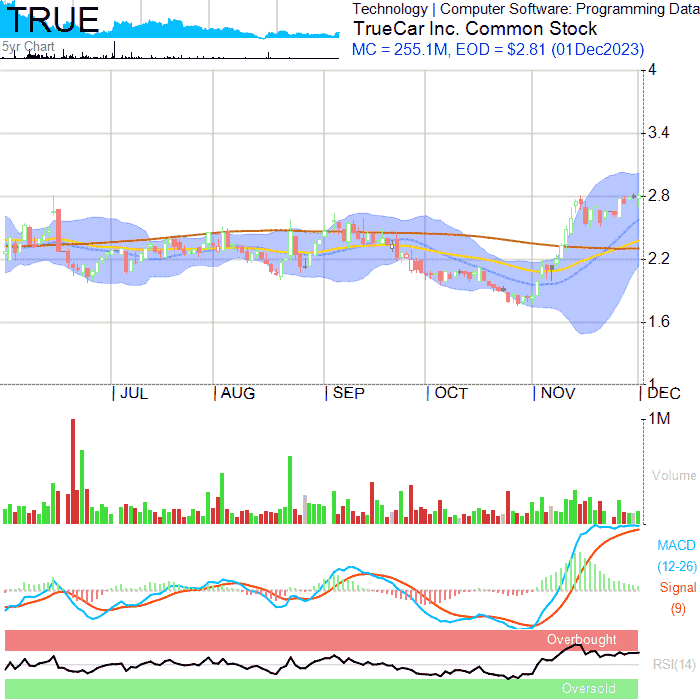 TRUE
5yr Chart
Technology | Computer Software: Programming Data
TrueCar Inc. Common Stock
MC = 255.1M, EOD = $2.81 (01Dec2023)
4
3.4
2.8
2.2
1.6
1
JUL AUG SEP OCT NOV DEC
1M
Volume
MACD
(12-26)
Signal
(9)
Overbought
RSI(14)
Oversold